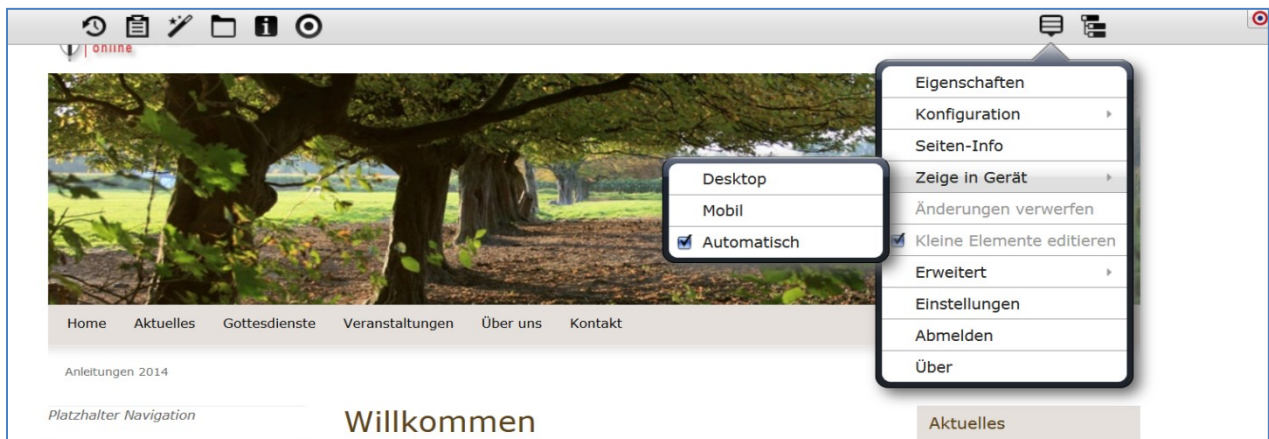 online
Eigenschaften
Konfiguration
Seiten-Info
Zeige in Gerät
Änderungen verwerfen
Kleine Elemente editieren
Erweitert
Einstellungen
Abmelden
Über
Desktop
Mobil
Automatisch
Home Aktuelles Gottesdienste Veranstaltungen Über uns Kontakt
Anleitungen 2014
Platzhalter Navigation
Willkommen
Aktuelles